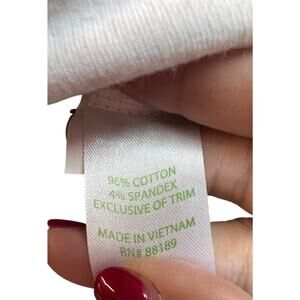 96% COTTON
4% SPANDEX
EXCLUSIVE OF TRIM
MADE IN VIETNAM
RN# 88189